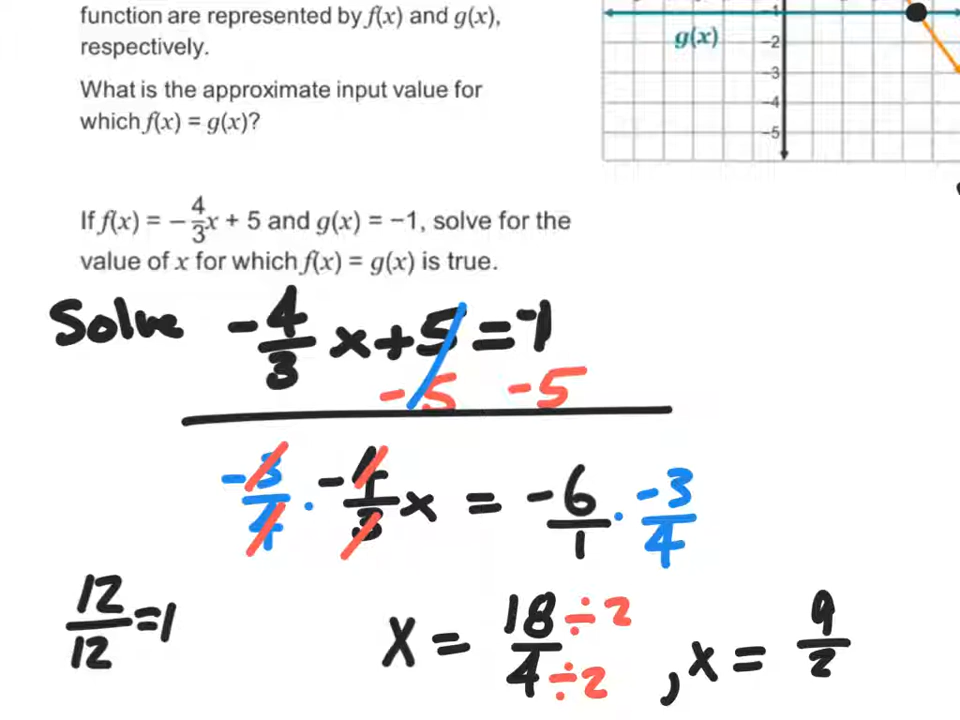 function are represented by f(x) and g(x),
respectively.
What is the approximate input value for
which f(x) = g(x)?
g(x)
-1
-2
-3
-4
-5
If f(x) = -4/3x + 5 and g(x) = −1, solve for the
value of x for which f(x) = g(x) is true.
Solve -4/3 x+5=-1
-5 -5
-3/4 · -4/3 x = -6/1 · -3/4
12/12=1
x = 18÷2/4÷2 , x = 9/2